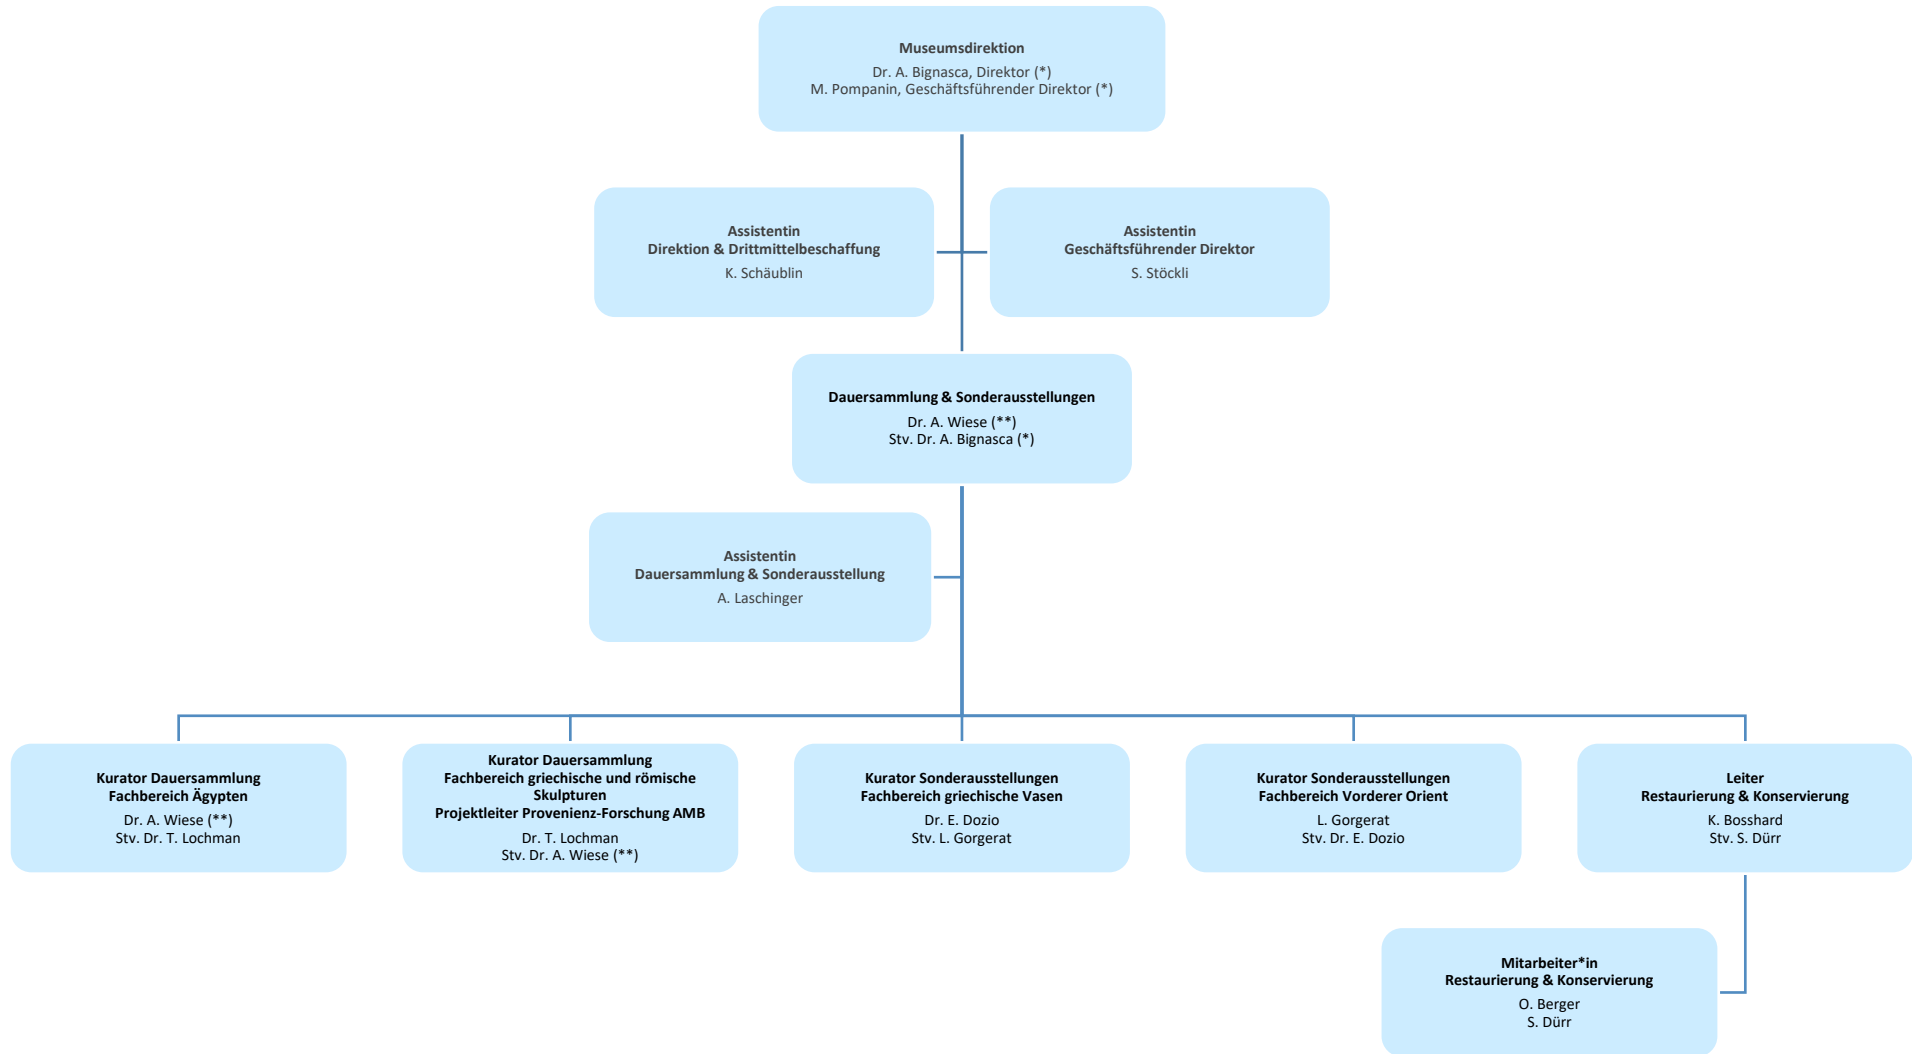 Museumsdirektion
Dr. A. Bignasca, Direktor (*)
M. Pompanin, Geschäftsführender Direktor (*)
Assistentin
Direktion & Drittmittelbeschaffung
K. Schäublin
Assistentin
Geschäftsführender Direktor
S. Stöckli
Dauersammlung & Sonderausstellungen
Dr. A. Wiese (**)
Stv. Dr. A. Bignasca (*)
Assistentin
Dauersammlung & Sonderausstellung
A. Laschinger
Kurator Dauersammlung
Fachbereich Ägypten
Dr. A. Wiese (**)
Stv. Dr. T. Lochman
Kurator Dauersammlung
Fachbereich griechische und römische
Skulpturen
Projektleiter Provenienz-Forschung AMB
Dr. T. Lochman
Stv. Dr. A. Wiese (**)
Kurator Sonderausstellungen
Fachbereich griechische Vasen
Dr. E. Dozio
Stv. L. Gorgerat
Kurator Sonderausstellungen
Fachbereich Vorderer Orient
L. Gorgerat
Stv. Dr. E. Dozio
Leiter
Restaurierung & Konservierung
K. Bosshard
Stv. S. Dürr
Mitarbeiter*in
Restaurierung & Konservierung
O. Berger
S. Dürr